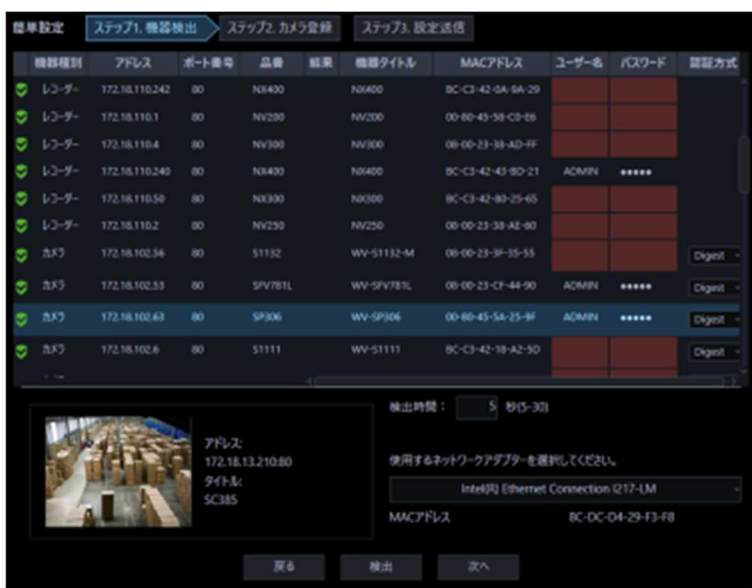 簡単設定 ステップ1. 機器検出 ステップ2. カメラ登録 ステップ3. 設定送信
機器種別 アドレス ポート番号 品番 結果 機器タイトル MACアドレス ユーザー名 パスワード 認証方式
レコーダー 172.18.110.242 80 NX400 NX400 BC-C3-42-0A-9A-29
レコーダー 172.18.110.1 80 NV200 NV200 00-80-45-58-C0-E6
レコーダー 172.18.110.4 80 NV300 NV300 08-00-23-38-AD-FF
レコーダー 172.18.110.240 80 NX400 NX400 BC-C3-42-43-8D-21 ADMIN •••••
レコーダー 172.18.110.50 80 NX300 NX300 BC-C3-42-80-25-65
レコーダー 172.18.110.2 80 NV250 NV250 08-00-23-38-AE-60
カメラ 172.18.102.56 80 S1132 WV-S1132-M 08-00-23-3F-35-55 Digest
カメラ 172.18.102.53 80 SFV781L WV-SFV781L 08-00-23-CF-44-90 ADMIN ••••• Digest
カメラ 172.18.102.63 80 SP306 WV-SP306 00-80-45-5A-25-9F ADMIN ••••• Digest
カメラ 172.18.102.6 80 S1111 WV-S1111 BC-C3-42-18-A2-5D Digest
検出時間: 5 秒(5-30)
アドレス:
172.18.13.210:80
タイトル:
SC385
使用するネットワークアダプターを選択してください。
Intel(R) Ethernet Connection I217-LM
MACアドレス 8C-DC-D4-29-F3-F8
戻る 検出 次へ